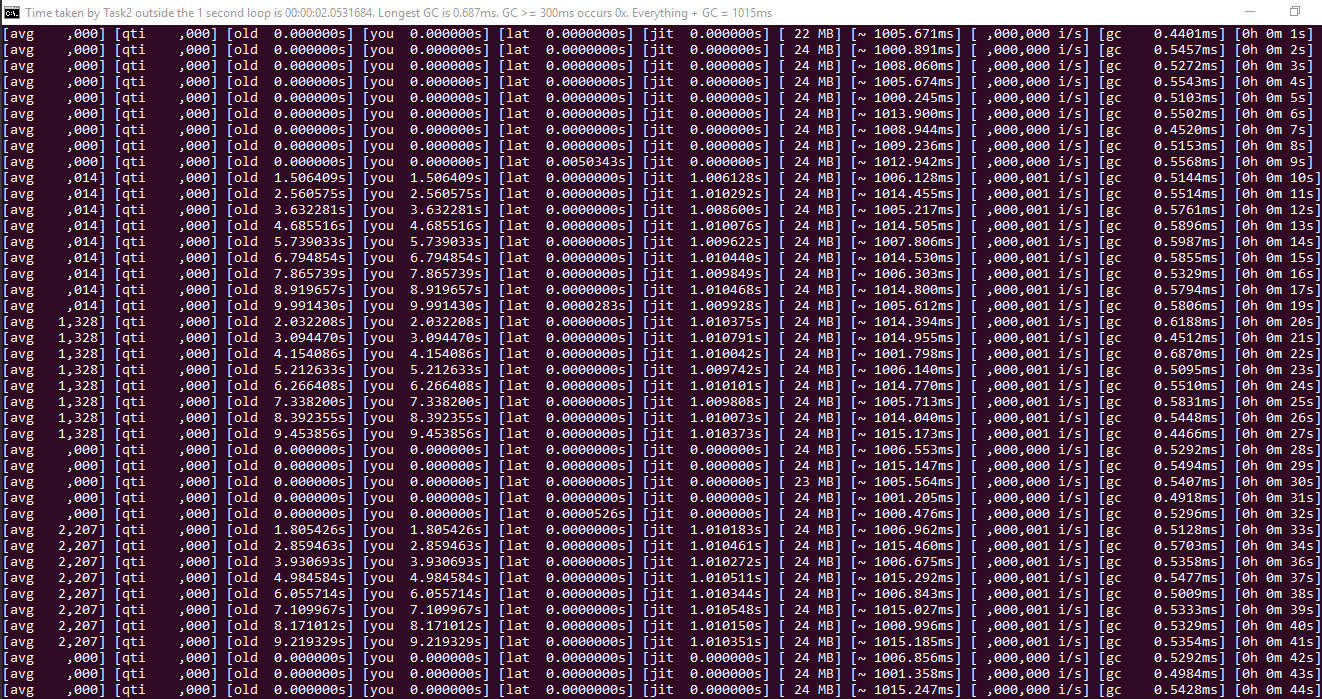 Time taken by Task2 outside the 1 second loop is 00:00:02.0531684. Longest GC is 0.687ms. GC >= 300ms occurs 0x. Everything + GC = 1015ms
[avg    ,000] [qti    ,000] [old  0.000000s] [you  0.000000s] [lat  0.0000000s] [jit  0.000000s] [ 22 MB] [~ 1005.671ms] [ ,000,000 i/s] [gc    0.4401ms] [0h 0m 1s]
[avg    ,000] [qti    ,000] [old  0.000000s] [you  0.000000s] [lat  0.0000000s] [jit  0.000000s] [ 24 MB] [~ 1000.891ms] [ ,000,000 i/s] [gc    0.5457ms] [0h 0m 2s]
[avg    ,000] [qti    ,000] [old  0.000000s] [you  0.000000s] [lat  0.0000000s] [jit  0.000000s] [ 24 MB] [~ 1008.060ms] [ ,000,000 i/s] [gc    0.5272ms] [0h 0m 3s]
[avg    ,000] [qti    ,000] [old  0.000000s] [you  0.000000s] [lat  0.0000000s] [jit  0.000000s] [ 24 MB] [~ 1005.674ms] [ ,000,000 i/s] [gc    0.5543ms] [0h 0m 4s]
[avg    ,000] [qti    ,000] [old  0.000000s] [you  0.000000s] [lat  0.0000000s] [jit  0.000000s] [ 24 MB] [~ 1000.245ms] [ ,000,000 i/s] [gc    0.5103ms] [0h 0m 5s]
[avg    ,000] [qti    ,000] [old  0.000000s] [you  0.000000s] [lat  0.0000000s] [jit  0.000000s] [ 24 MB] [~ 1013.900ms] [ ,000,000 i/s] [gc    0.5502ms] [0h 0m 6s]
[avg    ,000] [qti    ,000] [old  0.000000s] [you  0.000000s] [lat  0.0000000s] [jit  0.000000s] [ 24 MB] [~ 1008.944ms] [ ,000,000 i/s] [gc    0.4520ms] [0h 0m 7s]
[avg    ,000] [qti    ,000] [old  0.000000s] [you  0.000000s] [lat  0.0000000s] [jit  0.000000s] [ 24 MB] [~ 1009.236ms] [ ,000,000 i/s] [gc    0.5153ms] [0h 0m 8s]
[avg    ,000] [qti    ,000] [old  0.000000s] [you  0.000000s] [lat  0.0050343s] [jit  0.000000s] [ 24 MB] [~ 1012.942ms] [ ,000,000 i/s] [gc    0.5568ms] [0h 0m 9s]
[avg    ,014] [qti    ,000] [old  1.506409s] [you  1.506409s] [lat  0.0000000s] [jit  1.006128s] [ 24 MB] [~ 1006.128ms] [ ,000,001 i/s] [gc    0.5144ms] [0h 0m 10s]
[avg    ,014] [qti    ,000] [old  2.560575s] [you  2.560575s] [lat  0.0000000s] [jit  1.010292s] [ 24 MB] [~ 1014.455ms] [ ,000,001 i/s] [gc    0.5514ms] [0h 0m 11s]
[avg    ,014] [qti    ,000] [old  3.632281s] [you  3.632281s] [lat  0.0000000s] [jit  1.008600s] [ 24 MB] [~ 1005.217ms] [ ,000,001 i/s] [gc    0.5761ms] [0h 0m 12s]
[avg    ,014] [qti    ,000] [old  4.685516s] [you  4.685516s] [lat  0.0000000s] [jit  1.010076s] [ 24 MB] [~ 1014.505ms] [ ,000,001 i/s] [gc    0.5896ms] [0h 0m 13s]
[avg    ,014] [qti    ,000] [old  5.739033s] [you  5.739033s] [lat  0.0000000s] [jit  1.009622s] [ 24 MB] [~ 1007.806ms] [ ,000,001 i/s] [gc    0.5987ms] [0h 0m 14s]
[avg    ,014] [qti    ,000] [old  6.794854s] [you  6.794854s] [lat  0.0000000s] [jit  1.010440s] [ 24 MB] [~ 1014.530ms] [ ,000,001 i/s] [gc    0.5855ms] [0h 0m 15s]
[avg    ,014] [qti    ,000] [old  7.865739s] [you  7.865739s] [lat  0.0000000s] [jit  1.009849s] [ 24 MB] [~ 1006.303ms] [ ,000,001 i/s] [gc    0.5329ms] [0h 0m 16s]
[avg    ,014] [qti    ,000] [old  8.919657s] [you  8.919657s] [lat  0.0000000s] [jit  1.010468s] [ 24 MB] [~ 1014.800ms] [ ,000,001 i/s] [gc    0.5794ms] [0h 0m 17s]
[avg    ,014] [qti    ,000] [old  9.991430s] [you  9.991430s] [lat  0.0000283s] [jit  1.009928s] [ 24 MB] [~ 1005.612ms] [ ,000,001 i/s] [gc    0.5806ms] [0h 0m 19s]
[avg   1,328] [qti    ,000] [old  2.032208s] [you  2.032208s] [lat  0.0000000s] [jit  1.010375s] [ 24 MB] [~ 1014.394ms] [ ,000,001 i/s] [gc    0.6188ms] [0h 0m 20s]
[avg   1,328] [qti    ,000] [old  3.094470s] [you  3.094470s] [lat  0.0000000s] [jit  1.010791s] [ 24 MB] [~ 1014.955ms] [ ,000,001 i/s] [gc    0.4512ms] [0h 0m 21s]
[avg   1,328] [qti    ,000] [old  4.154086s] [you  4.154086s] [lat  0.0000000s] [jit  1.010042s] [ 24 MB] [~ 1001.798ms] [ ,000,001 i/s] [gc    0.6870ms] [0h 0m 22s]
[avg   1,328] [qti    ,000] [old  5.212633s] [you  5.212633s] [lat  0.0000000s] [jit  1.009742s] [ 24 MB] [~ 1006.140ms] [ ,000,001 i/s] [gc    0.5095ms] [0h 0m 23s]
[avg   1,328] [qti    ,000] [old  6.266408s] [you  6.266408s] [lat  0.0000000s] [jit  1.010101s] [ 24 MB] [~ 1014.770ms] [ ,000,001 i/s] [gc    0.5510ms] [0h 0m 24s]
[avg   1,328] [qti    ,000] [old  7.338200s] [you  7.338200s] [lat  0.0000000s] [jit  1.009808s] [ 24 MB] [~ 1005.713ms] [ ,000,001 i/s] [gc    0.5831ms] [0h 0m 25s]
[avg   1,328] [qti    ,000] [old  8.392355s] [you  8.392355s] [lat  0.0000000s] [jit  1.010073s] [ 24 MB] [~ 1014.040ms] [ ,000,001 i/s] [gc    0.5448ms] [0h 0m 26s]
[avg   1,328] [qti    ,000] [old  9.453856s] [you  9.453856s] [lat  0.0000000s] [jit  1.010373s] [ 24 MB] [~ 1015.173ms] [ ,000,001 i/s] [gc    0.4466ms] [0h 0m 27s]
[avg    ,000] [qti    ,000] [old  0.000000s] [you  0.000000s] [lat  0.0000000s] [jit  0.000000s] [ 24 MB] [~ 1006.553ms] [ ,000,000 i/s] [gc    0.5292ms] [0h 0m 28s]
[avg    ,000] [qti    ,000] [old  0.000000s] [you  0.000000s] [lat  0.0000000s] [jit  0.000000s] [ 24 MB] [~ 1015.147ms] [ ,000,000 i/s] [gc    0.5494ms] [0h 0m 29s]
[avg    ,000] [qti    ,000] [old  0.000000s] [you  0.000000s] [lat  0.0000000s] [jit  0.000000s] [ 23 MB] [~ 1005.564ms] [ ,000,000 i/s] [gc    0.5407ms] [0h 0m 30s]
[avg    ,000] [qti    ,000] [old  0.000000s] [you  0.000000s] [lat  0.0000000s] [jit  0.000000s] [ 24 MB] [~ 1001.205ms] [ ,000,000 i/s] [gc    0.4918ms] [0h 0m 31s]
[avg    ,000] [qti    ,000] [old  0.000000s] [you  0.000000s] [lat  0.0000526s] [jit  0.000000s] [ 24 MB] [~ 1000.476ms] [ ,000,000 i/s] [gc    0.5296ms] [0h 0m 32s]
[avg   2,207] [qti    ,000] [old  1.805426s] [you  1.805426s] [lat  0.0000000s] [jit  1.010183s] [ 24 MB] [~ 1006.962ms] [ ,000,001 i/s] [gc    0.5128ms] [0h 0m 33s]
[avg   2,207] [qti    ,000] [old  2.859463s] [you  2.859463s] [lat  0.0000000s] [jit  1.010461s] [ 24 MB] [~ 1015.460ms] [ ,000,001 i/s] [gc    0.5703ms] [0h 0m 34s]
[avg   2,207] [qti    ,000] [old  3.930693s] [you  3.930693s] [lat  0.0000000s] [jit  1.010272s] [ 24 MB] [~ 1006.675ms] [ ,000,001 i/s] [gc    0.5358ms] [0h 0m 36s]
[avg   2,207] [qti    ,000] [old  4.984584s] [you  4.984584s] [lat  0.0000000s] [jit  1.010511s] [ 24 MB] [~ 1015.292ms] [ ,000,001 i/s] [gc    0.5477ms] [0h 0m 37s]
[avg   2,207] [qti    ,000] [old  6.055714s] [you  6.055714s] [lat  0.0000000s] [jit  1.010344s] [ 24 MB] [~ 1006.843ms] [ ,000,001 i/s] [gc    0.5009ms] [0h 0m 38s]
[avg   2,207] [qti    ,000] [old  7.109967s] [you  7.109967s] [lat  0.0000000s] [jit  1.010548s] [ 24 MB] [~ 1015.027ms] [ ,000,001 i/s] [gc    0.5333ms] [0h 0m 39s]
[avg   2,207] [qti    ,000] [old  8.171012s] [you  8.171012s] [lat  0.0000000s] [jit  1.010150s] [ 24 MB] [~ 1000.996ms] [ ,000,001 i/s] [gc    0.5329ms] [0h 0m 40s]
[avg   2,207] [qti    ,000] [old  9.219329s] [you  9.219329s] [lat  0.0000000s] [jit  1.010351s] [ 24 MB] [~ 1015.185ms] [ ,000,001 i/s] [gc    0.5354ms] [0h 0m 41s]
[avg    ,000] [qti    ,000] [old  0.000000s] [you  0.000000s] [lat  0.0000000s] [jit  0.000000s] [ 24 MB] [~ 1006.856ms] [ ,000,000 i/s] [gc    0.5292ms] [0h 0m 42s]
[avg    ,000] [qti    ,000] [old  0.000000s] [you  0.000000s] [lat  0.0000000s] [jit  0.000000s] [ 24 MB] [~ 1001.358ms] [ ,000,000 i/s] [gc    0.4984ms] [0h 0m 43s]
[avg    ,000] [qti    ,000] [old  0.000000s] [you  0.000000s] [lat  0.0000000s] [jit  0.000000s] [ 24 MB] [~ 1015.247ms] [ ,000,000 i/s] [gc    0.5428ms] [0h 0m 44s]